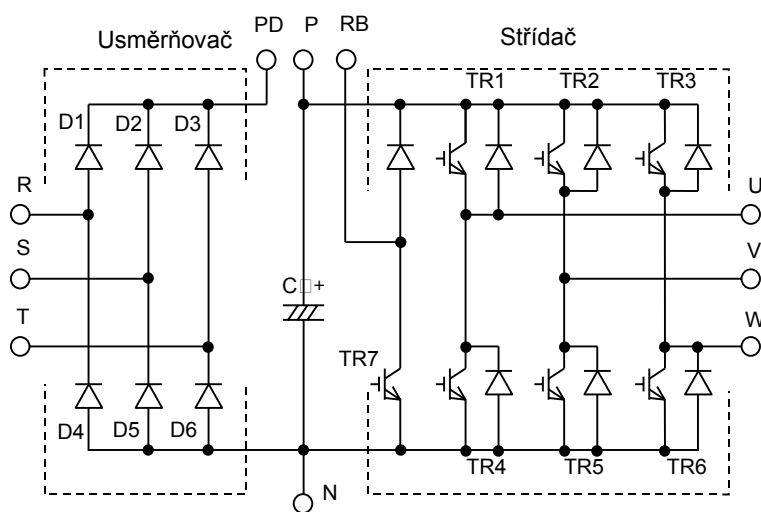 Usměrňovač PD P RB Střídač
TR1 TR2 TR3
D1 D2 D3
R U
S V
C□+
T W
TR7
D4 D5 D6 TR4 TR5 TR6
N